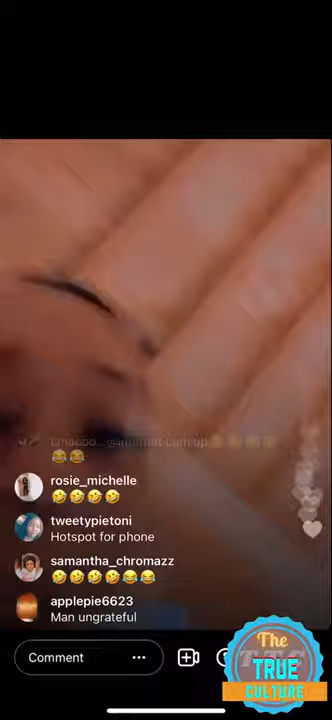 😂😂
rosie_michelle
🤣🤣🤣🤣
tweetypietoni
Hotspot for phone
samantha_chromazz
🤣🤣🤣🤣🤣😂😂
applepie6623
Man ungrateful
Comment
The
TRUE
CULTURE